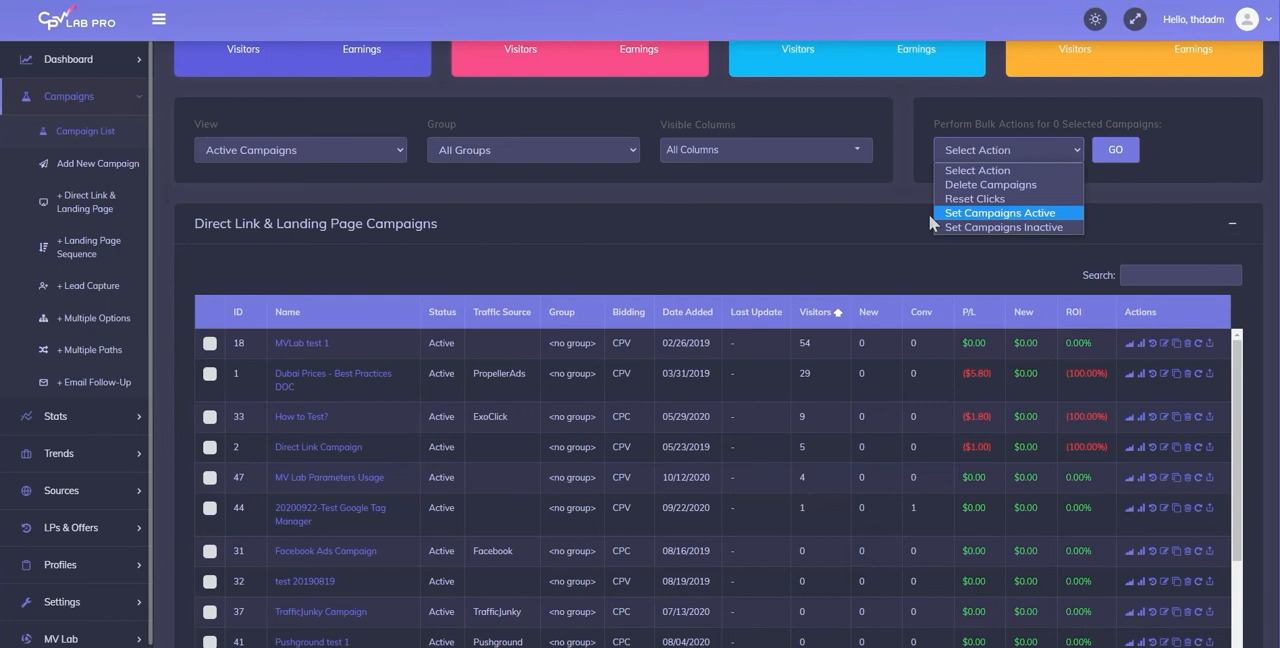 CPV LAB PRO
Hello, thdadm
Dashboard
Campaigns
Campaign List
Add New Campaign
+ Direct Link &
Landing Page
+ Landing Page
Sequence
+ Lead Capture
+ Multiple Options
+ Multiple Paths
+ Email Follow-Up
Stats
Trends
Sources
LPs & Offers
Profiles
Settings
MV Lab
Visitors Earnings Visitors Earnings Visitors Earnings Visitors Earnings
View Group Visible Columns
Active Campaigns All Groups All Columns
Perform Bulk Actions for 0 Selected Campaigns:
Select Action GO
Select Action
Delete Campaigns
Reset Clicks
Set Campaigns Active
Set Campaigns Inactive
Direct Link & Landing Page Campaigns
Search:
ID Name Status Traffic Source Group Bidding Date Added Last Update Visitors New Conv P/L New ROI Actions
18 MVLab test 1 Active <no group> CPV 02/26/2019 - 54 0 0 $0.00 $0.00 0.00%
1 Dubai Prices - Best Practices Active PropellerAds <no group> CPV 03/31/2019 - 29 0 0 ($5.80) $0.00 (100.00%)
DOC
33 How to Test? Active ExoClick <no group> CPC 05/29/2019 - 9 0 0 ($1.80) $0.00 (100.00%)
2 Direct Link Campaign Active <no group> CPV 05/23/2019 - 5 0 0 ($1.00) $0.00 (100.00%)
47 MV Lab Parameters Usage Active <no group> CPV 10/12/2020 - 4 0 0 $0.00 $0.00 0.00%
44 20200922-Test Google Tag Active <no group> CPV 09/22/2020 - 1 0 1 $0.00 $0.00 0.00%
Manager
31 Facebook Ads Campaign Active Facebook <no group> CPC 08/16/2019 - 0 0 0 $0.00 $0.00 0.00%
32 test 20190819 Active <no group> CPV 08/19/2019 - 0 0 0 $0.00 $0.00 0.00%
37 TrafficJunky Campaign Active TrafficJunky <no group> CPC 07/13/2020 - 0 0 0 $0.00 $0.00 0.00%
41 Pushground test 1 Active Pushground <no group> CPC 08/04/2020 - 0 0 0 $0.00 $0.00 0.00%